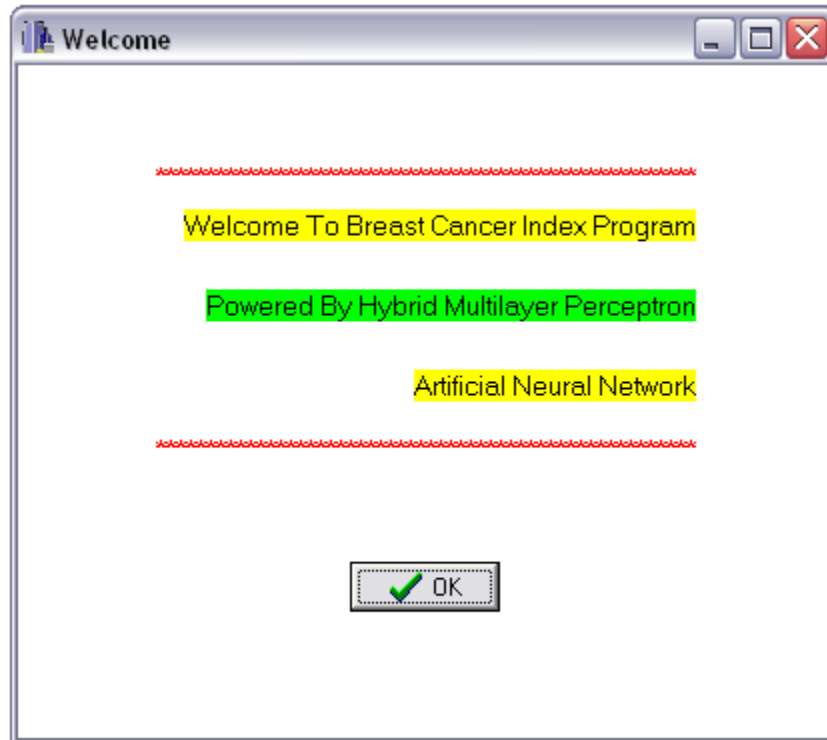 Welcome
Welcome To Breast Cancer Index Program
Powered By Hybrid Multilayer Perceptron
Artificial Neural Network
OK